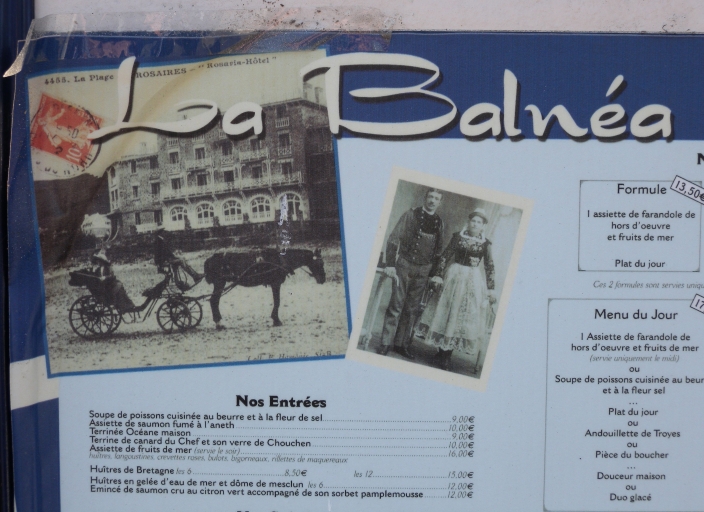 4455. La Plage ROSAIRES - "Rosaria-Hôtel"
La Balnéa
Formule
13,50€
1 assiette de farandole de
hors d'oeuvre
et fruits de mer
Plat du jour
Ces 2 formules sont servies
Menu du Jour
1 Assiette de farandole de
hors d'oeuvre et fruits de mer
(servie uniquement le midi)
ou
Soupe de poissons cuisinée au beur
et à la fleur sel
...
Plat du jour
ou
Andouillette de Troyes
ou
Pièce du boucher
...
Douceur maison
ou
Duo glacé
Nos Entrées
Soupe de poissons cuisinée au beurre et à la fleur de sel 9,00€
Assiette de saumon fumé à l'aneth 10,00€
Terrinée Océane maison 9,00€
Terrine de canard du Chef et son verre de Chouchen 10,00€
Assiette de fruits de mer (servie le soir) 16,00€
huîtres, langoustines, crevettes roses, bulots, bigorneaux, rillettes de maquereaux
Huîtres de Bretagne les 6 8,50€ les 12 15,00€
Huîtres en gelée d'eau de mer et dôme de mesclun les 6 12,00€
Emincé de saumon cru au citron vert accompagné de son sorbet pamplemousse 12,00€